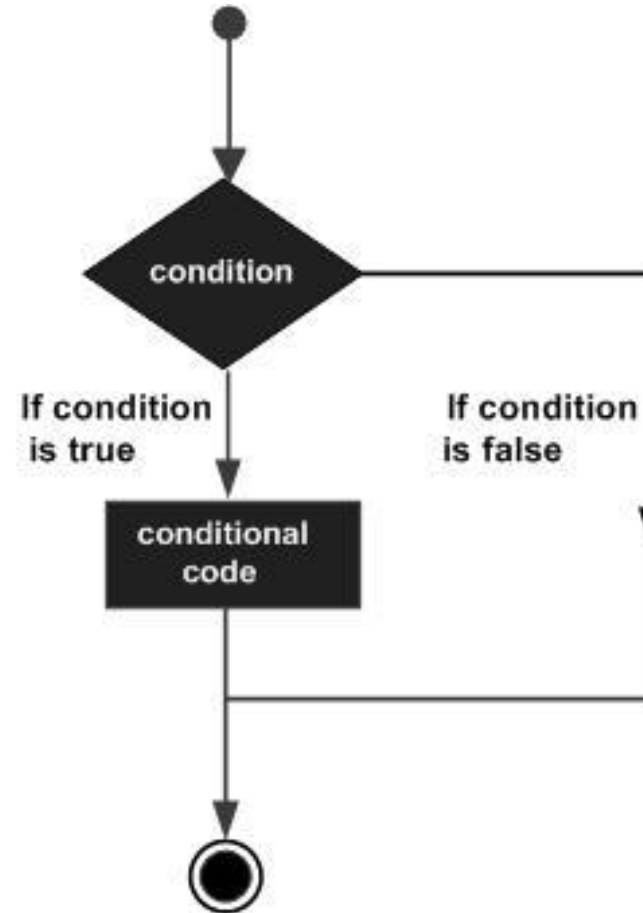 condition
If condition
is true
If condition
is false
conditional
code